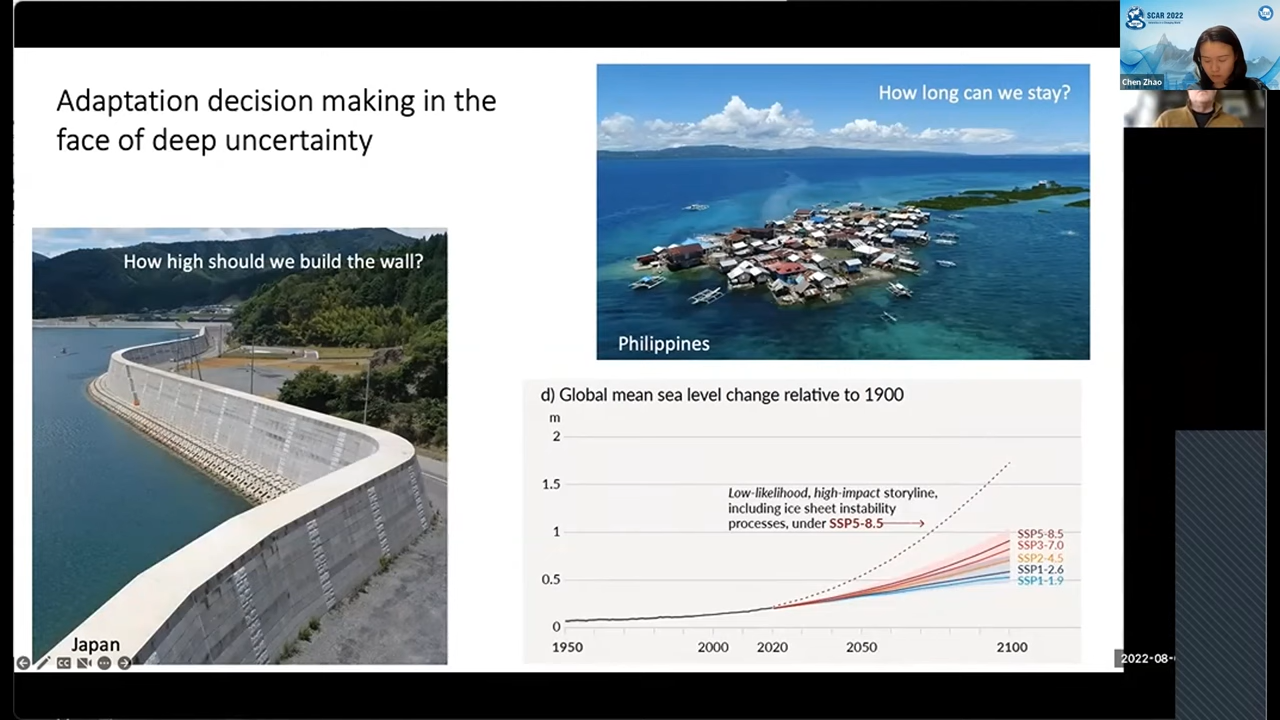 Adaptation decision making in the
face of deep uncertainty
How long can we stay?
Philippines
How high should we build the wall?
Japan
d) Global mean sea level change relative to 1900
m
2
1.5
1
0.5
0
Low-likelihood, high-impact storyline,
including ice sheet instability
processes, under SSP5-8.5
SSP5-8.5
SSP3-7.0
SSP2-4.5
SSP1-2.6
SSP1-1.9
1950
2000
2020
2050
2100
SCAR 2022
Chen Zhao
CC
2022-08-